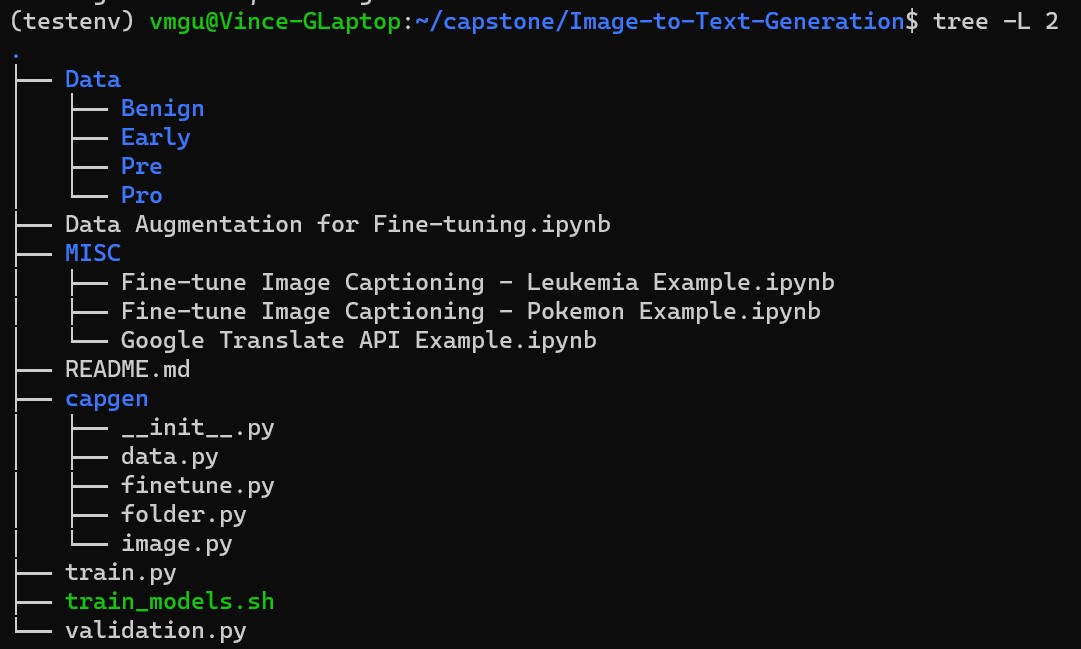 (testenv) vmgu@Vince-GLaptop:~/capstone/Image-to-Text-Generation$ tree -L 2
.
├── Data
│   ├── Benign
│   ├── Early
│   ├── Pre
│   └── Pro
├── Data Augmentation for Fine-tuning.ipynb
├── MISC
│   ├── Fine-tune Image Captioning - Leukemia Example.ipynb
│   ├── Fine-tune Image Captioning - Pokemon Example.ipynb
│   └── Google Translate API Example.ipynb
├── README.md
├── capgen
│   ├── __init__.py
│   ├── data.py
│   ├── finetune.py
│   ├── folder.py
│   └── image.py
├── train.py
├── train_models.sh
└── validation.py